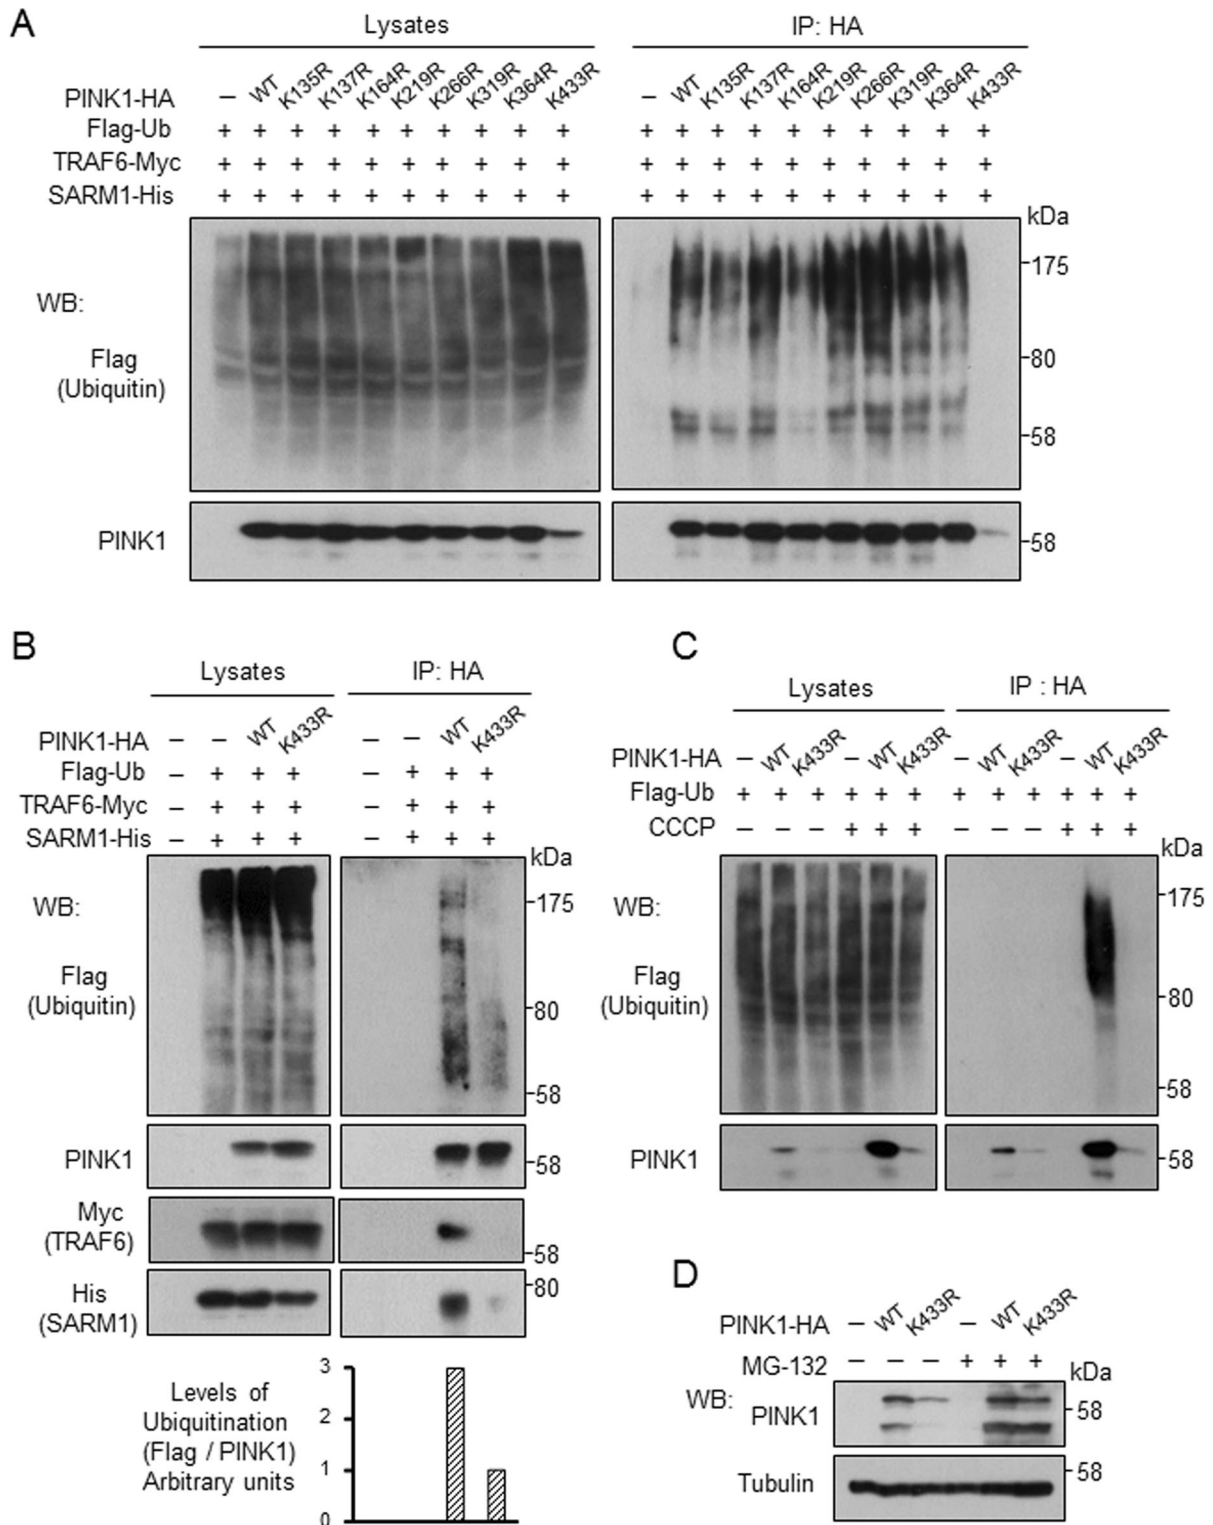 A
Lysates IP: HA
PINK1-HA – WT K135R K137R K164R K219R K266R K319R K364R K433R – WT K135R K137R K164R K219R K266R K319R K364R K433R
Flag-Ub + + + + + + + + + + + + + + + + + + + +
TRAF6-Myc + + + + + + + + + + + + + + + + + + + +
SARM1-His + + + + + + + + + + + + + + + + + + + +
kDa
WB:
Flag
(Ubiquitin)
175
80
58
PINK1
58
B
Lysates IP: HA
PINK1-HA – – WT K433R – – WT K433R
Flag-Ub – + + + – + + +
TRAF6-Myc – + + + – + + +
SARM1-His – + + + – + + +
kDa
WB:
Flag
(Ubiquitin)
175
80
58
PINK1
58
Myc
(TRAF6)
58
His
(SARM1)
80
Levels of
Ubiquitination
(Flag / PINK1)
Arbitrary units
3
2
1
0
C
Lysates IP : HA
PINK1-HA – WT K433R – WT K433R – WT K433R – WT K433R
Flag-Ub + + + + + + + + + + + +
CCCP – – – + + + – – – + + +
kDa
WB:
Flag
(Ubiquitin)
175
80
58
PINK1
58
D
PINK1-HA – WT K433R – WT K433R
MG-132 – – – + + +
kDa
WB:
PINK1
58
Tubulin
58